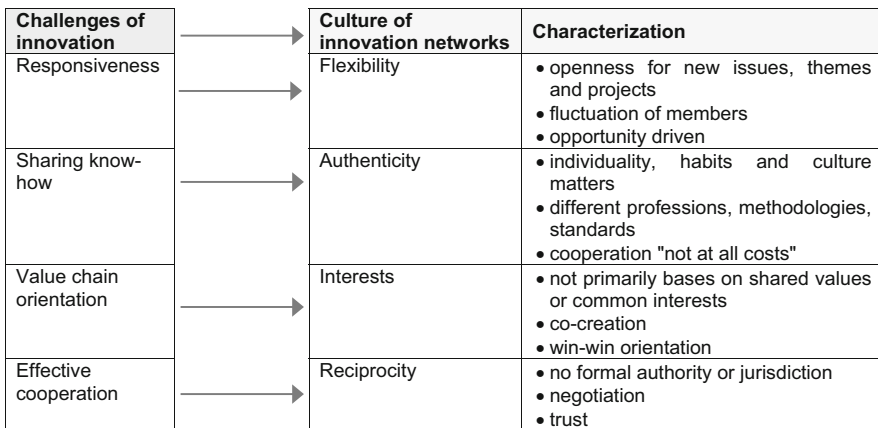 Challenges of
innovation
Culture of
innovation networks
Characterization
Responsiveness
Flexibility
• openness for new issues, themes
and projects
• fluctuation of members
• opportunity driven
Sharing know-
how
Authenticity
• individuality, habits and culture
matters
• different professions, methodologies,
standards
• cooperation "not at all costs"
Value chain
orientation
Interests
• not primarily bases on shared values
or common interests
• co-creation
• win-win orientation
Effective
cooperation
Reciprocity
• no formal authority or jurisdiction
• negotiation
• trust